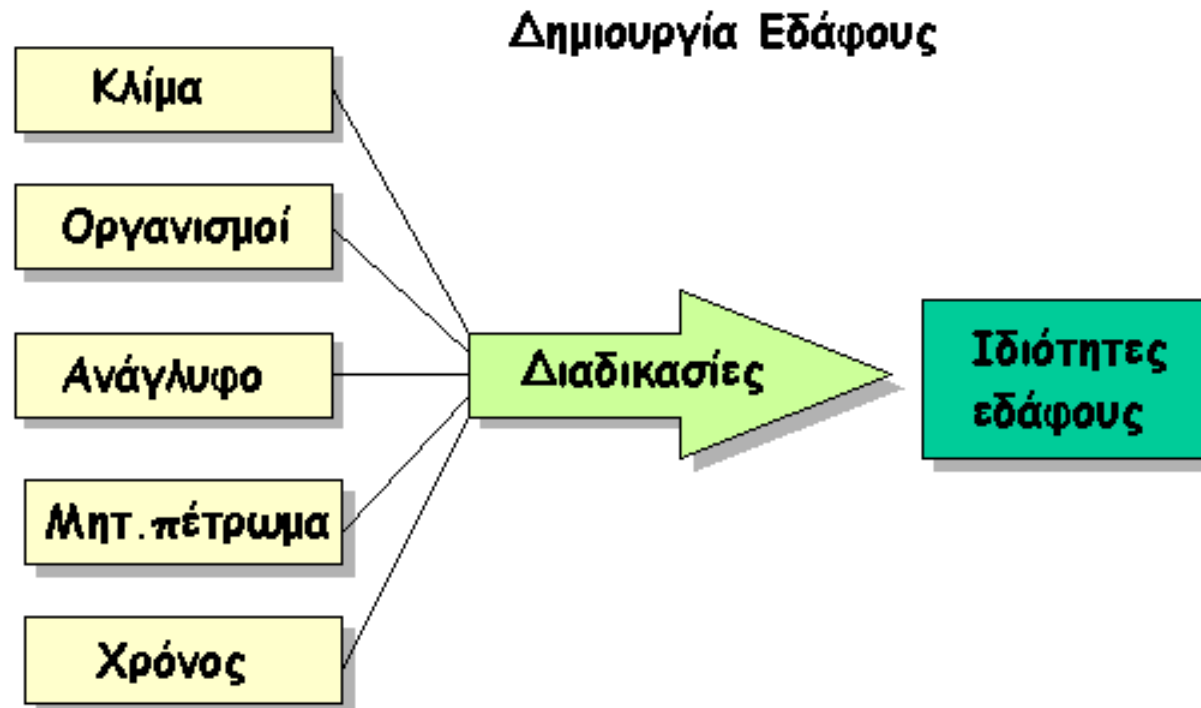 Δημιουργία Εδάφους
Κλίμα
Οργανισμοί
Ανάγλυφο
Μητ.πέτρωμα
Χρόνος
Διαδικασίες
Ιδιότητες
εδάφους